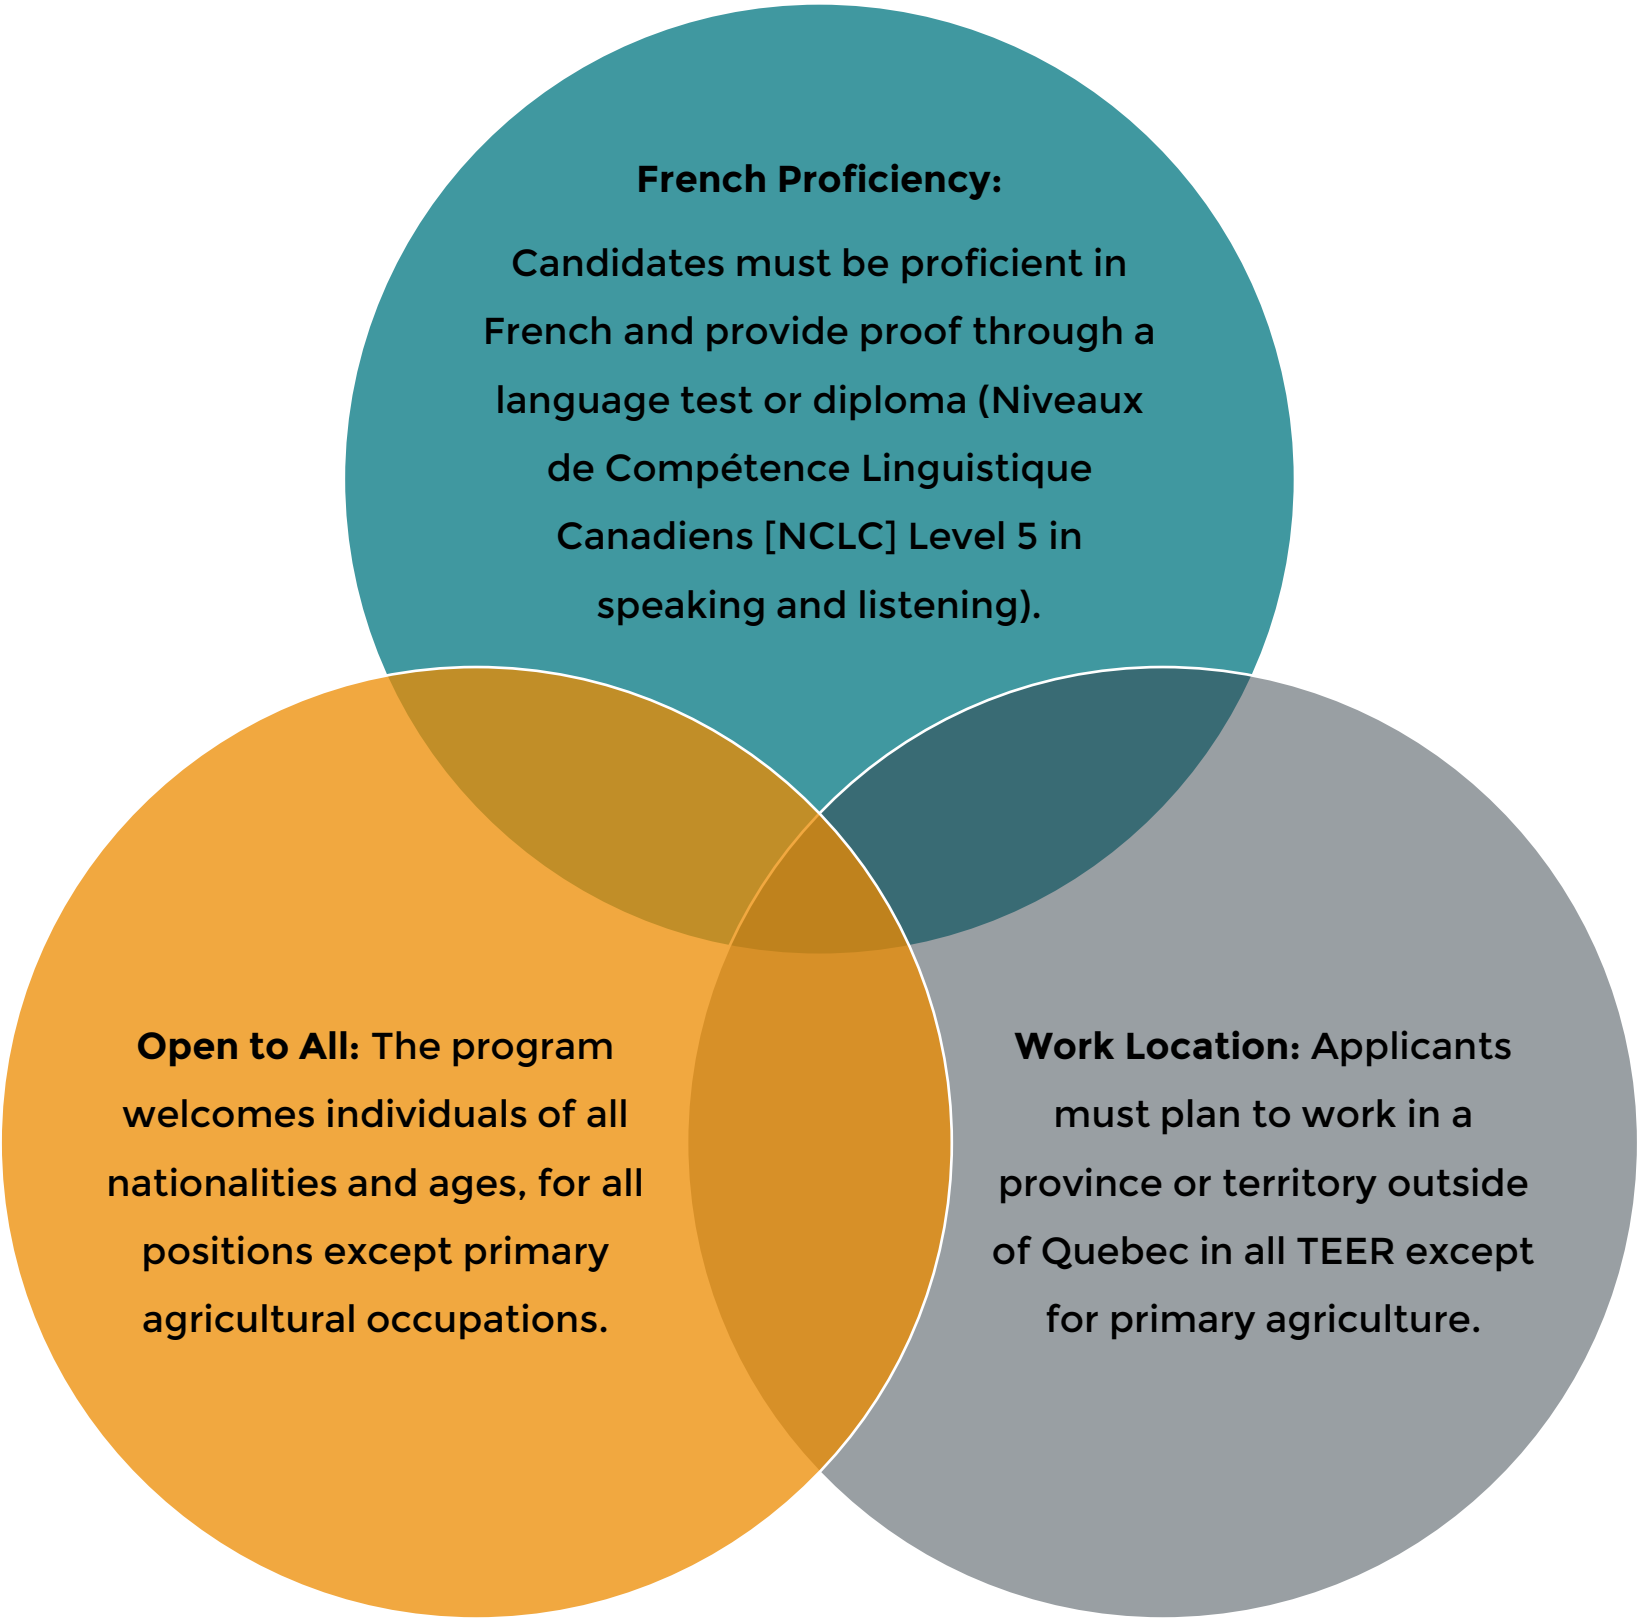 French Proficiency:
Candidates must be proficient in
French and provide proof through a
language test or diploma (Niveaux
de Compétence Linguistique
Canadiens [NCLC] Level 5 in
speaking and listening).
Open to All: The program
welcomes individuals of all
nationalities and ages, for all
positions except primary
agricultural occupations.
Work Location: Applicants
must plan to work in a
province or territory outside
of Quebec in all TEER except
for primary agriculture.